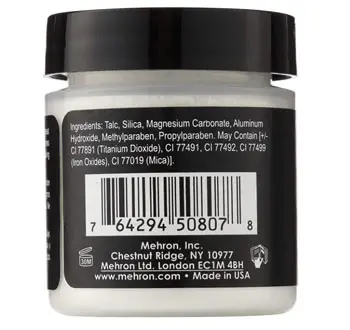 Ingredients: Talc, Silica, Magnesium Carbonate, Aluminum
Hydroxide, Methylparaben, Propylparaben. May Contain [+/-
CI 77891 (Titanium Dioxide), CI 77491, CI 77492, CI 77499
(Iron Oxides), CI 77019 (Mica)].
7 64294 50807 8
Mehron, Inc.
Chestnut Ridge, NY 10977
Mehron Ltd. London EC1M 4BH
www.mehron.com • Made in USA